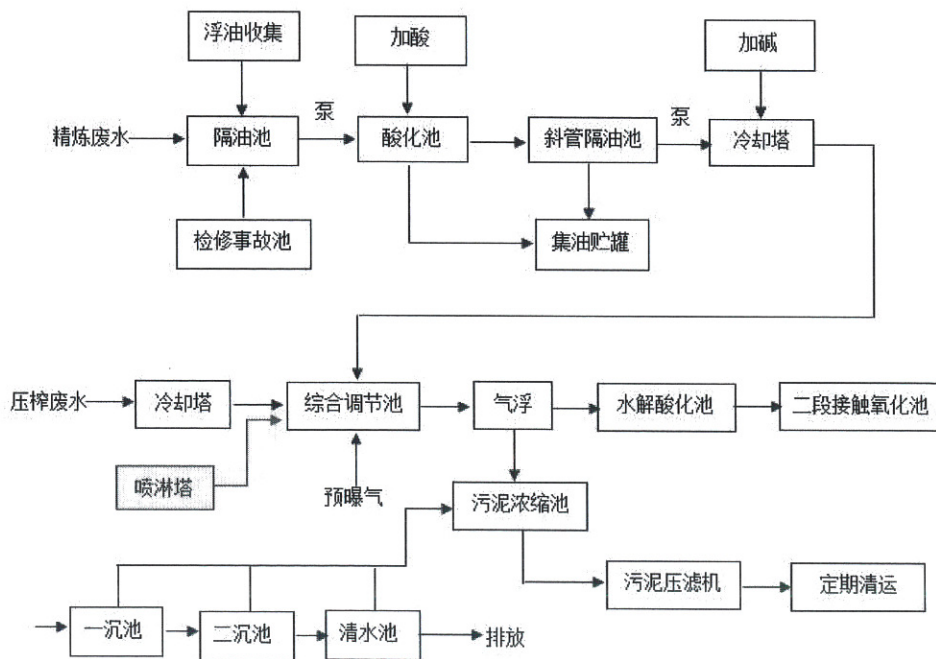 浮油收集
加酸
加碱
精炼废水
隔油池
泵
酸化池
斜管隔油池
泵
冷却塔
检修事故池
集油贮罐
压榨废水
冷却塔
综合调节池
气浮
水解酸化池
二段接触氧化池
喷淋塔
预曝气
污泥浓缩池
污泥压滤机
定期清运
一沉池
二沉池
清水池
排放